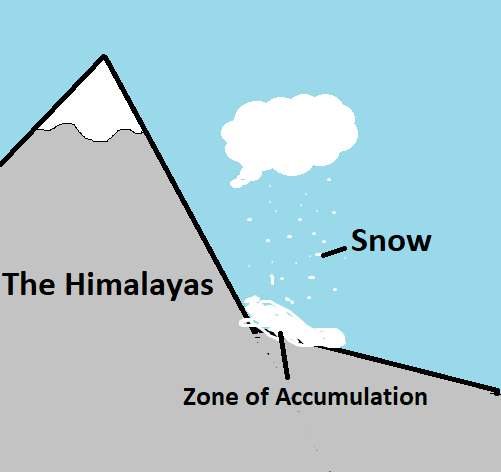 Snow
The Himalayas
Zone of Accumulation